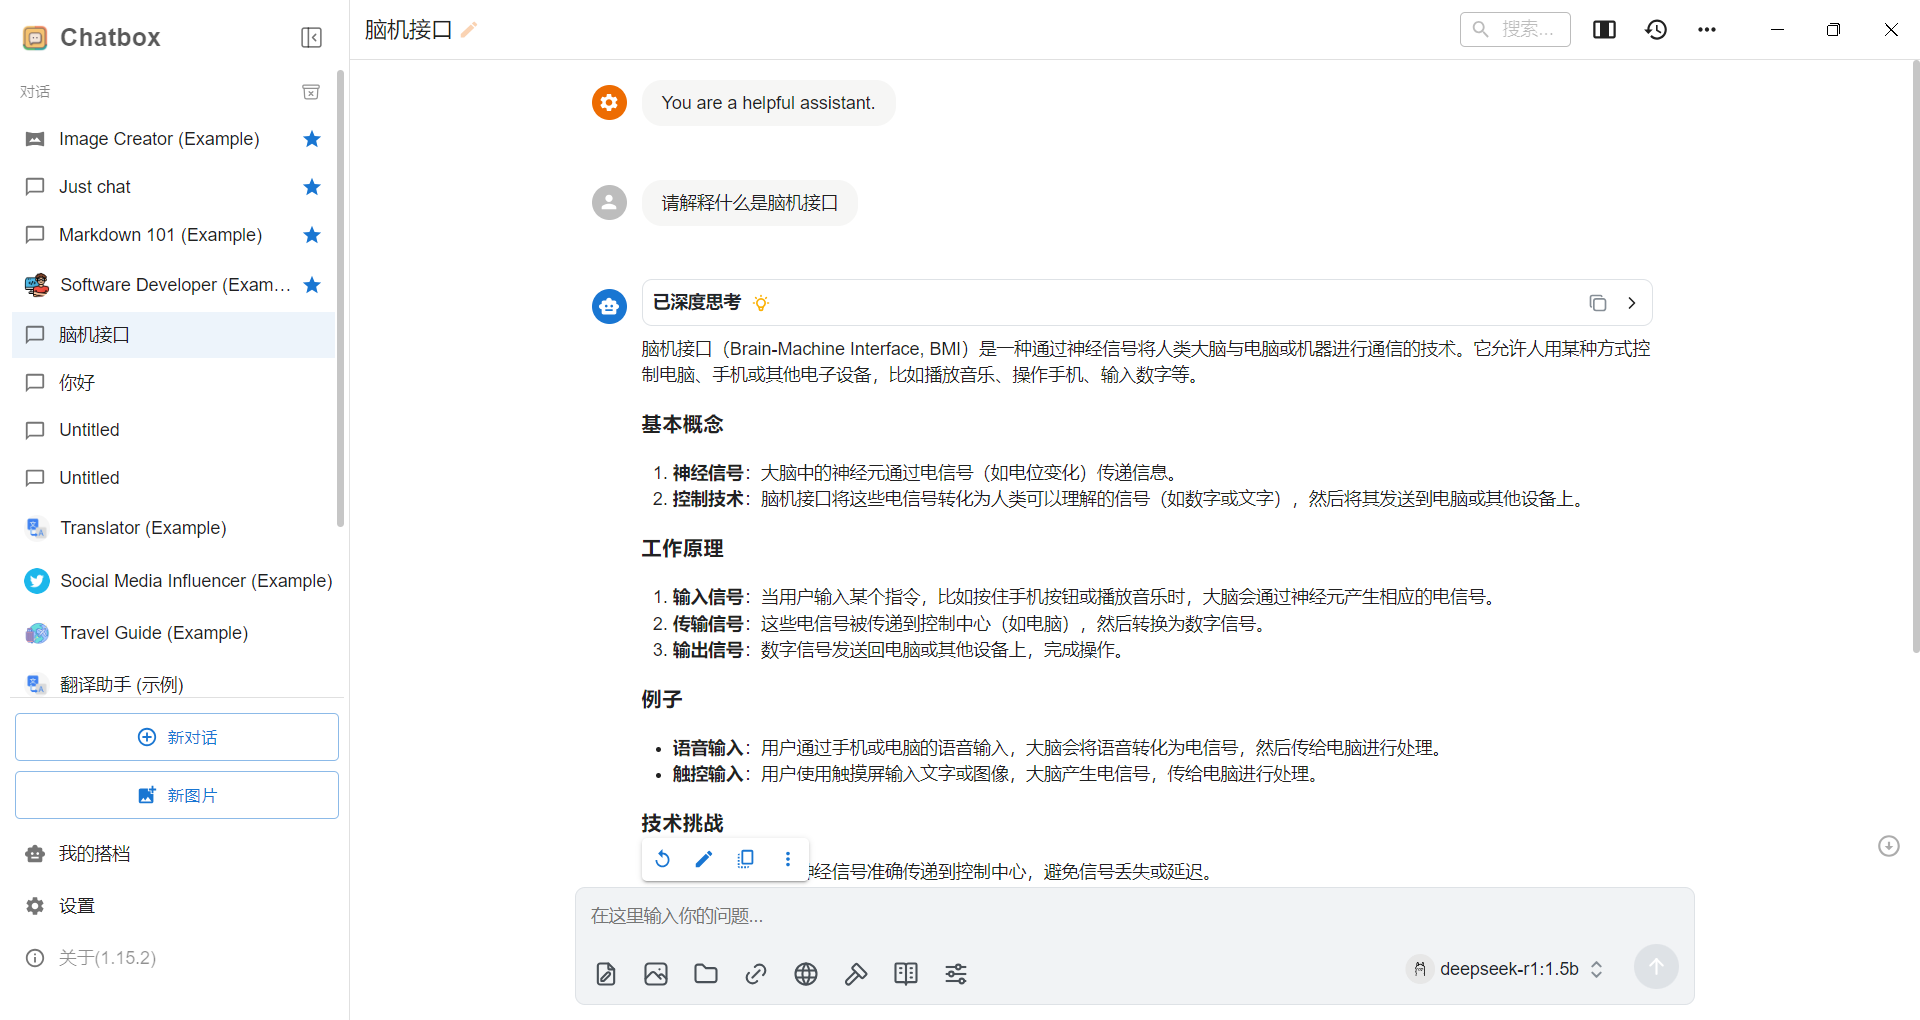 Chatbox
对话
Image Creator (Example)
Just chat
Markdown 101 (Example)
Software Developer (Exam...
脑机接口
你好
Untitled
Untitled
Translator (Example)
Social Media Influencer (Example)
Travel Guide (Example)
翻译助手 (示例)
新对话
新图片
我的搭档
设置
关于(1.15.2)
脑机接口
搜索...
You are a helpful assistant.
请解释什么是脑机接口
已深度思考
脑机接口（Brain-Machine Interface, BMI）是一种通过神经信号将人类大脑与电脑或机器进行通信的技术。它允许人用某种方式控
制电脑、手机或其他电子设备，比如播放音乐、操作手机、输入数字等。
基本概念
1. 神经信号：大脑中的神经元通过电信号（如电位变化）传递信息。
2. 控制技术：脑机接口将这些电信号转化为人类可以理解的信号（如数字或文字），然后将其发送到电脑或其他设备上。
工作原理
1. 输入信号：当用户输入某个指令，比如按住手机按钮或播放音乐时，大脑会通过神经元产生相应的电信号。
2. 传输信号：这些电信号被传递到控制中心（如电脑），然后转换为数字信号。
3. 输出信号：数字信号发送回电脑或其他设备上，完成操作。
例子
• 语音输入：用户通过手机或电脑的语音输入，大脑会将语音转化为电信号，然后传给电脑进行处理。
• 触控输入：用户使用触摸屏输入文字或图像，大脑产生电信号，传给电脑进行处理。
技术挑战
经信号准确传递到控制中心，避免信号丢失或延迟。
在这里输入你的问题...
deepseek-r1:1.5b